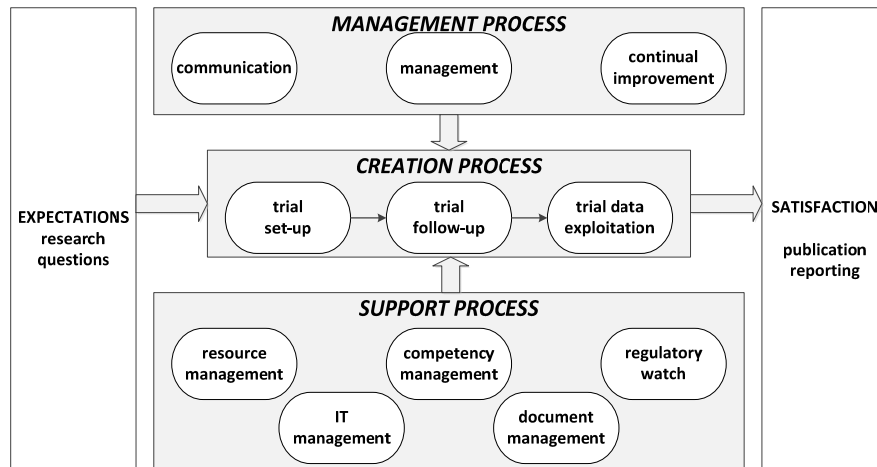 MANAGEMENT PROCESS
communication
management
continual
improvement
CREATION PROCESS
trial
set-up
trial
follow-up
trial data
exploitation
EXPECTATIONS
research
questions
SATISFACTION
publication
reporting
SUPPORT PROCESS
resource
management
competency
management
regulatory
watch
IT
management
document
management